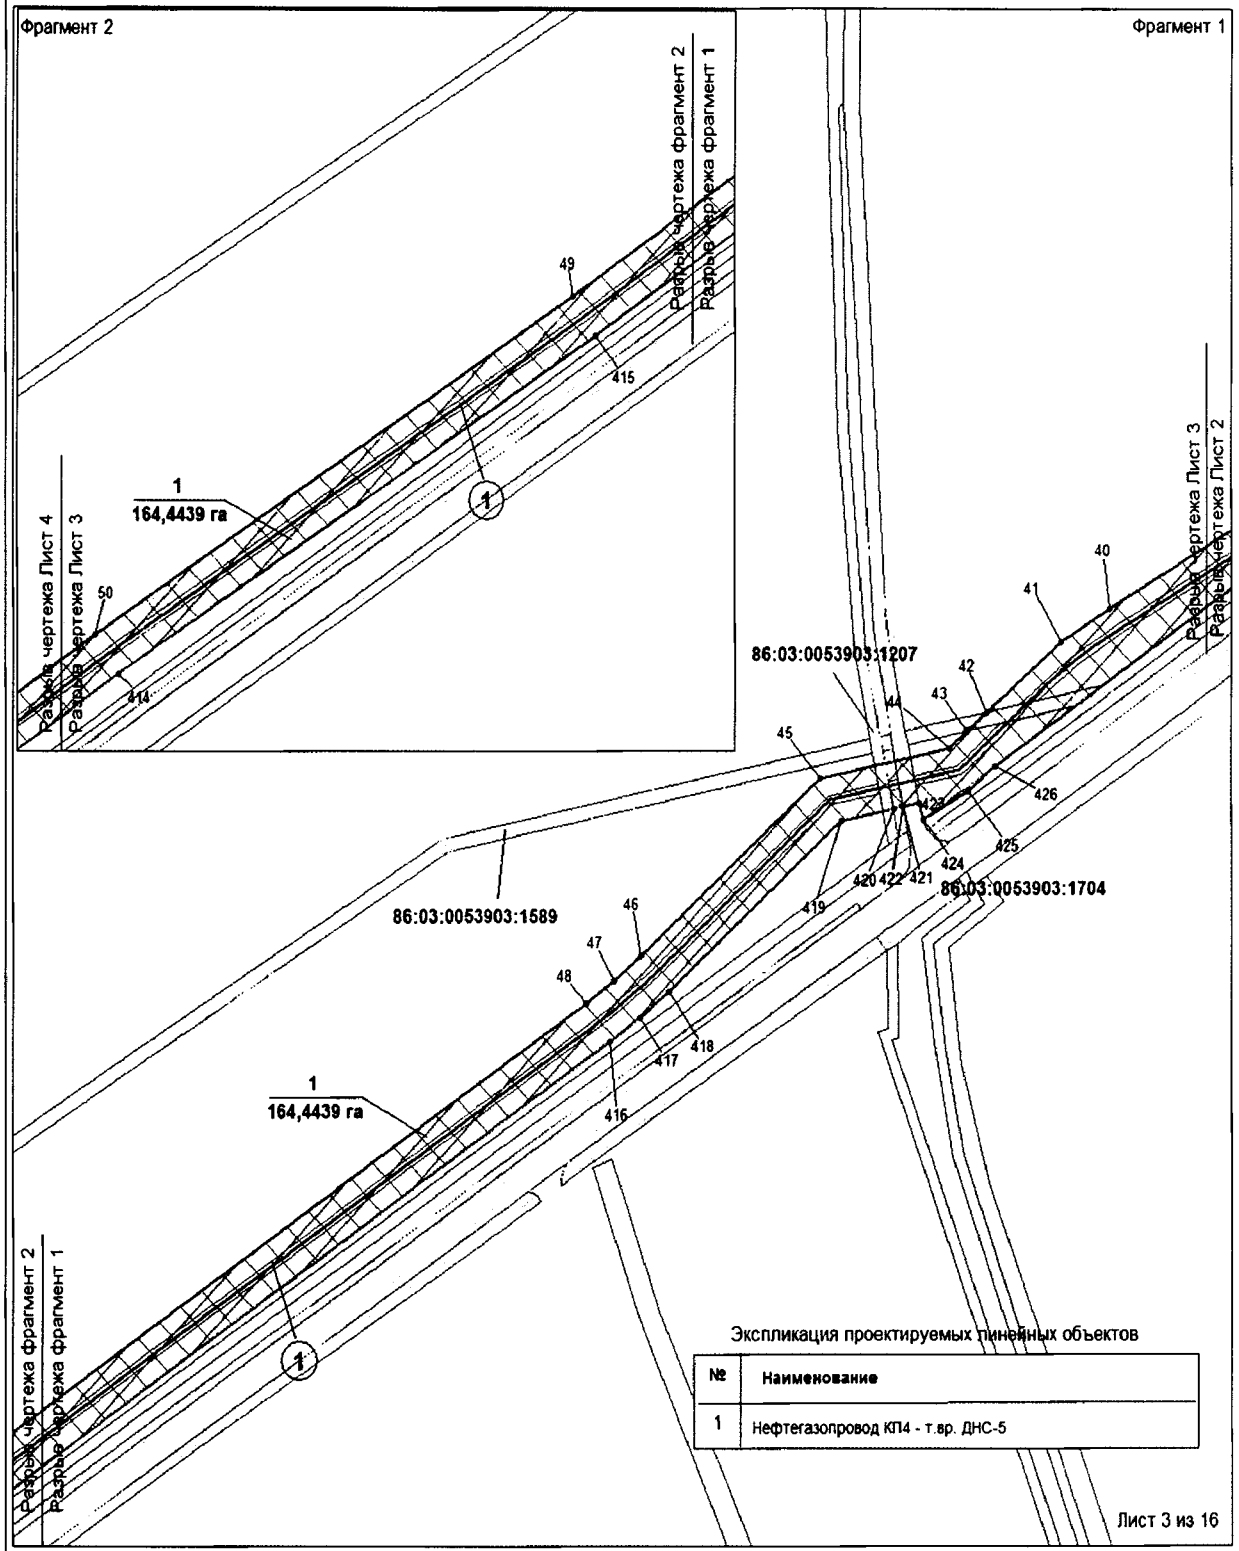 Фрагмент 2
Фрагмент 1
Разрыв чертежа фрагмент 2
Разрыв чертежа фрагмент 1
49
415
1
164,4439 га
1
Разрыв чертежа Лист 4
Разрыв чертежа Лист 3
50
414
Разрыв чертежа Лист 3
Разрыв чертежа Лист 2
40
41
86:03:0053903:1207
42
43
44
45
423
426
425
424
421
422
420
419
86:03:0053903:1704
86:03:0053903:1589
46
47
48
418
417
416
1
164,4439 га
Разрыв чертежа фрагмент 2
Разрыв чертежа фрагмент 1
1
Экспликация проектируемых линейных объектов
№ Наименование
1 Нефтегазопровод КП4 - т.вр. ДНС-5
Лист 3 из 16